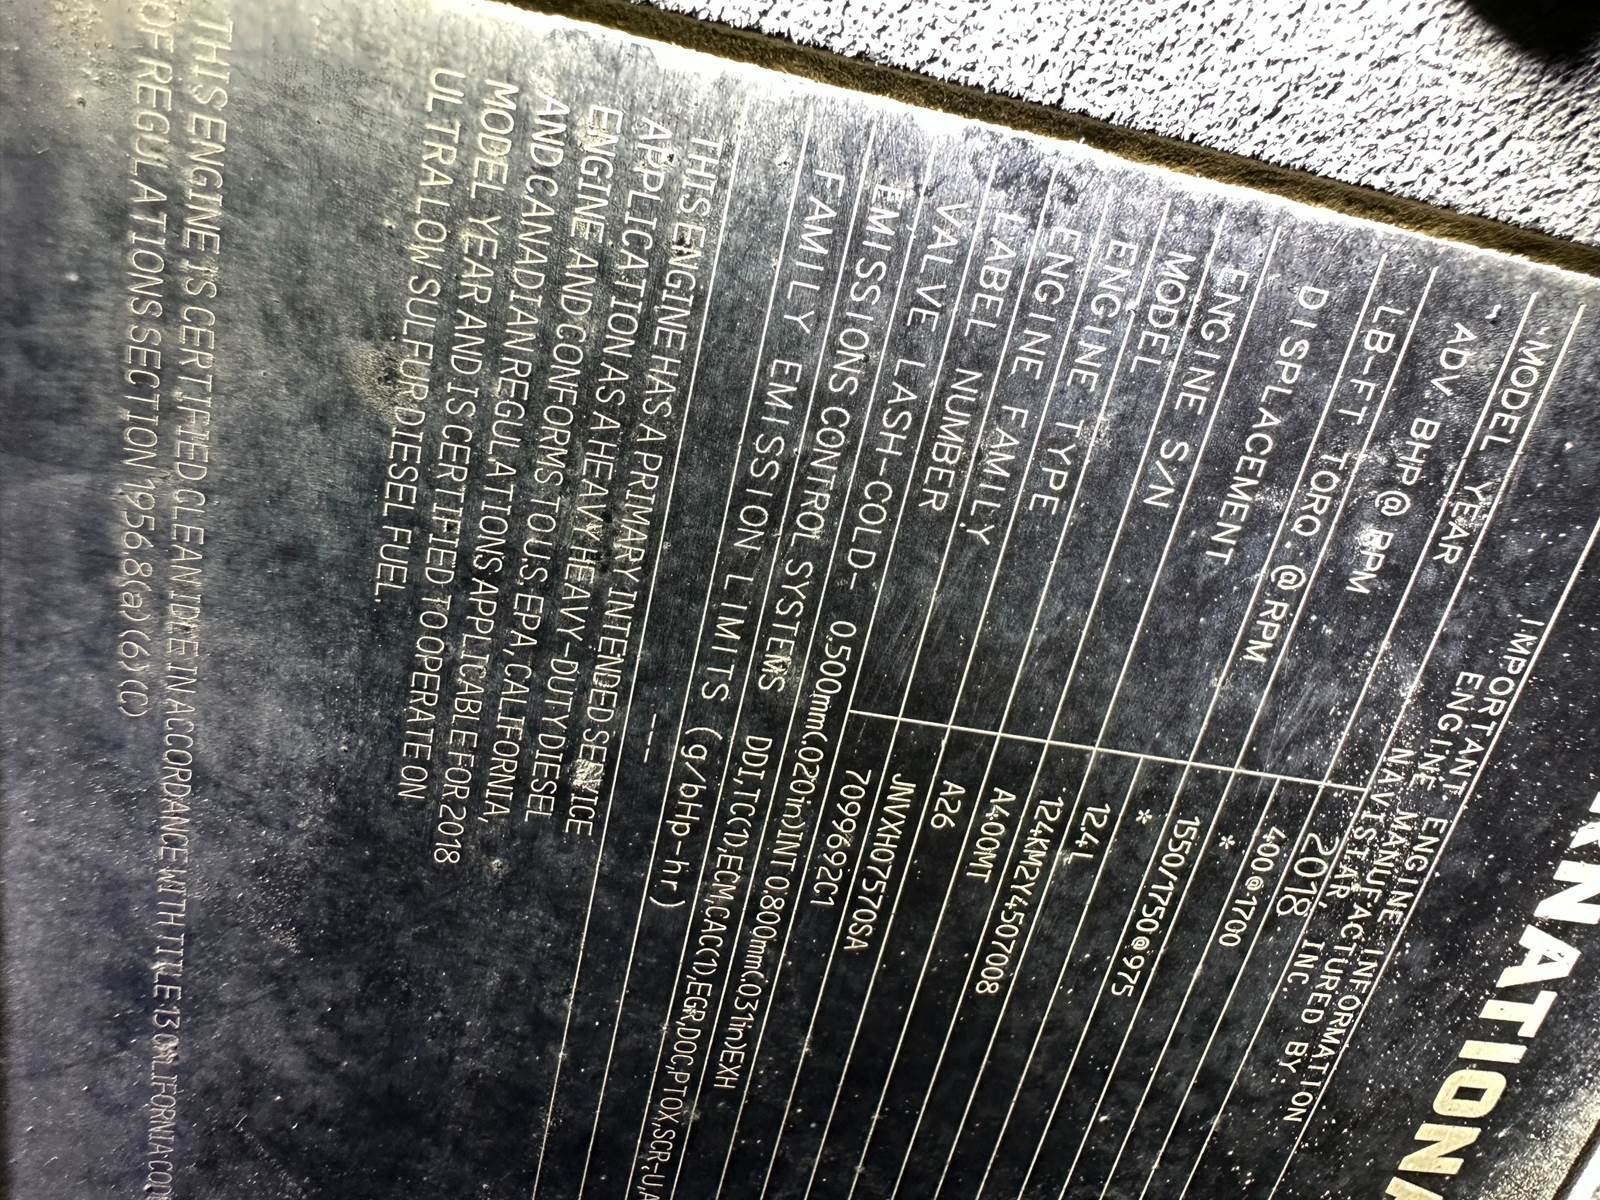 RNATIONA
IMPORTANT ENGINE INFORMATION
ENGINE MANUFACTURED BY:
NAVISTAR, INC.
MODEL YEAR 2018
ADV. BHP @ RPM 400@1700
LB-FT TORQ. @ RPM *
1550/1750@975
DISPLACEMENT *
12.4L
ENGINE S/N 124KM2Y4507008
MODEL A400MT
ENGINE TYPE A26
ENGINE FAMILY JNVXH07570SA
LABEL NUMBER 7099692C1
VALVE LASH-COLD- 0.500mm(.020in)INT 0.800mm(.031in)EXH
EMISSIONS CONTROL SYSTEMS DDI,TC(1),ECM,CAC(1),EGR,DOC,PTOX,SCR-U,A
FAMILY EMISSION LIMITS (g/bHp-hr)
----
THIS ENGINE HAS A PRIMARY INTENDED SERVICE
APPLICATION AS A HEAVY HEAVY-DUTY DIESEL
ENGINE AND CONFORMS TO U.S. EPA, CALIFORNIA,
AND CANADIAN REGULATIONS APPLICABLE FOR 2018
MODEL YEAR AND IS CERTIFIED TO OPERATE ON
ULTRA LOW SULFUR DIESEL FUEL.
THIS ENGINE IS CERTIFIED CLEAN IDLE IN ACCORDANCE WITH TITLE 13 CALIFORNIA COD
OF REGULATIONS SECTION 1956.8(a)(6)(C)